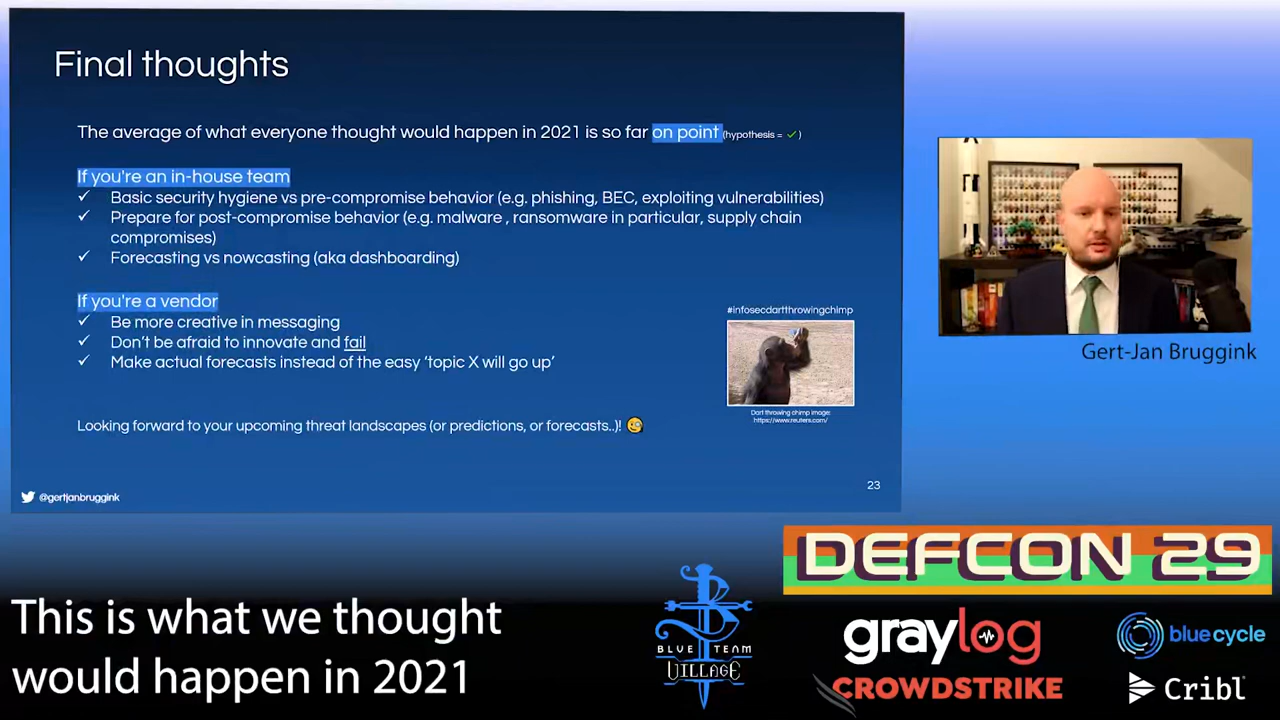 Final thoughts
The average of what everyone thought would happen in 2021 is so far on point (hypothesis = ✓ )
If you're an in-house team
✓ Basic security hygiene vs pre-compromise behavior (e.g. phishing, BEC, exploiting vulnerabilities)
✓ Prepare for post-compromise behavior (e.g. malware , ransomware in particular, supply chain
compromises)
✓ Forecasting vs nowcasting (aka dashboarding)
If you're a vendor
✓ Be more creative in messaging
✓ Don't be afraid to innovate and fail
✓ Make actual forecasts instead of the easy 'topic X will go up'
#infosecdartthrowingchimp
Dart throwing chimp image:
https://www.reuters.com/
Looking forward to your upcoming threat landscapes (or predictions, or forecasts..)! 🧐
23
@gertjanbruggink
Gert-Jan Bruggink
DEFCON 29
This is what we thought
would happen in 2021
BLUE TEAM
VILLAGE
graylog
CROWDSTRIKE
bluecycle
Cribl